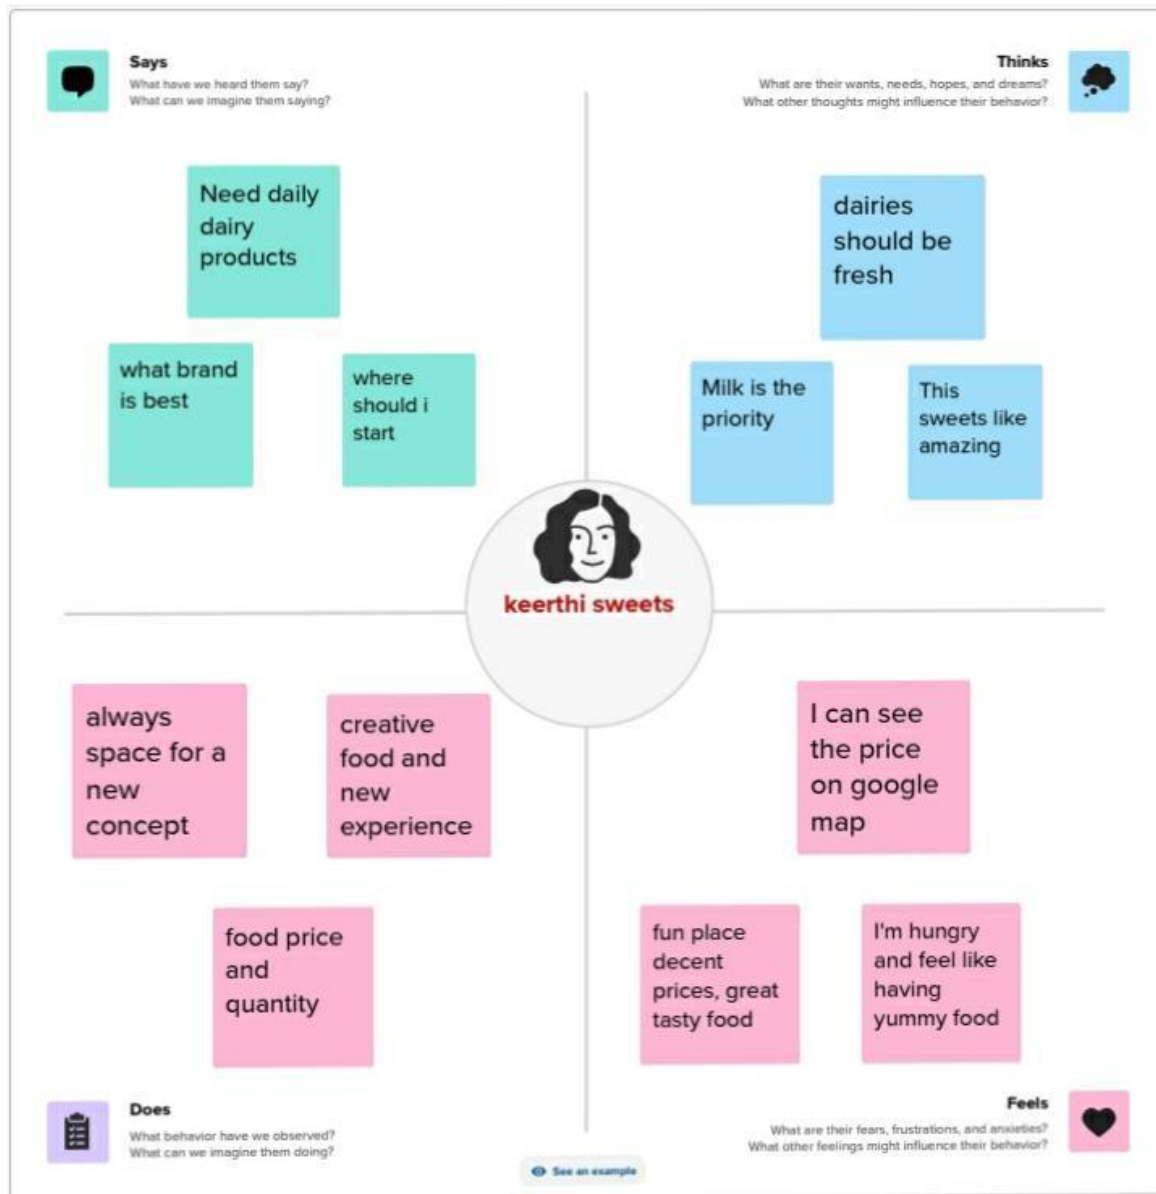 Says
What have we heard them say?
What can we imagine them saying?
Thinks
What are their wants, needs, hopes, and dreams?
What other thoughts might influence their behavior?
Need daily
dairy
products
what brand
is best
where
should i
start
dairies
should be
fresh
Milk is the
priority
This
sweets like
amazing
keerthi sweets
always
space for a
new
concept
creative
food and
new
experience
food price
and
quantity
I can see
the price
on google
map
fun place
decent
prices, great
tasty food
I'm hungry
and feel like
having
yummy food
Does
What behavior have we observed?
What can we imagine them doing?
Feels
What are their fears, frustrations, and anxieties?
What other feelings might influence their behavior?
See an example